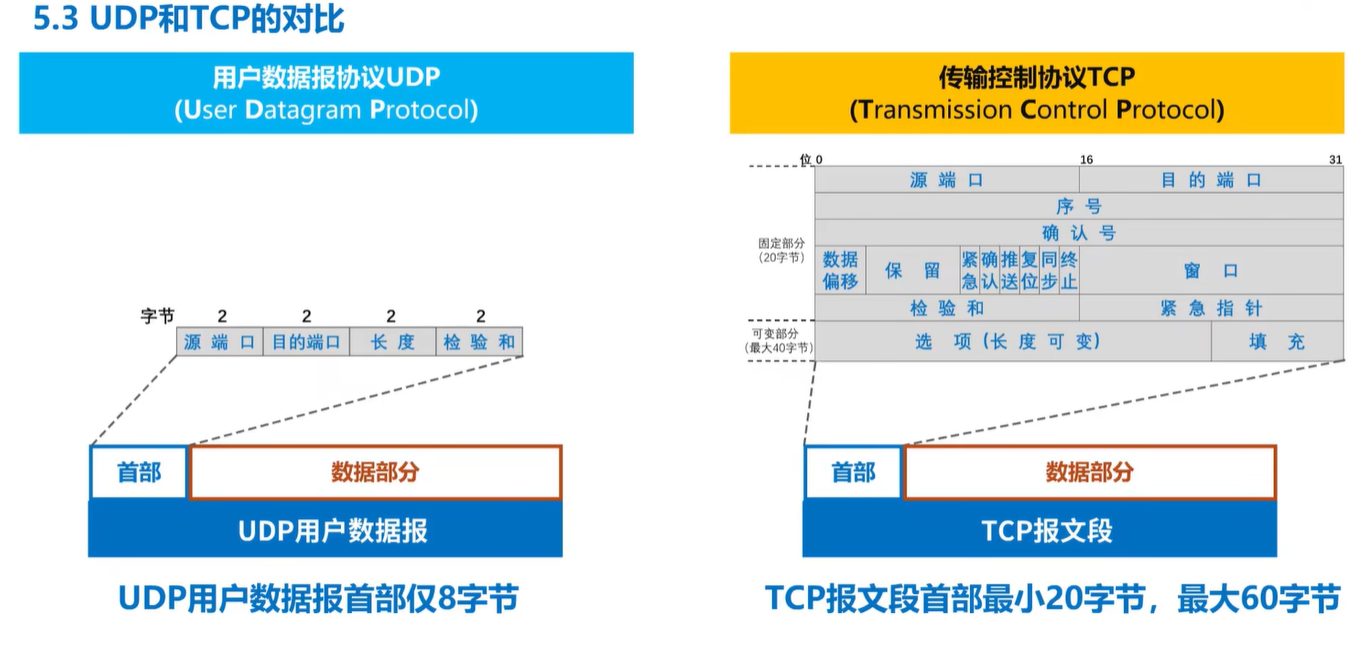 5.3 UDP和TCP的对比
用户数据报协议UDP
(User Datagram Protocol)
字节 2 2 2 2
源端口 目的端口 长度 检验和
首部 数据部分
UDP用户数据报
UDP用户数据报首部仅8字节
传输控制协议TCP
(Transmission Control Protocol)
位 0 16 31
源端口 目的端口
序号
确认号
固定部分
(20字节)
数据偏移 保留 紧急 确认 推送 复位 同步 终止 窗口
检验和 紧急指针
可变部分
(最大40字节)
选项(长度可变) 填充
首部 数据部分
TCP报文段
TCP报文段首部最小20字节，最大60字节